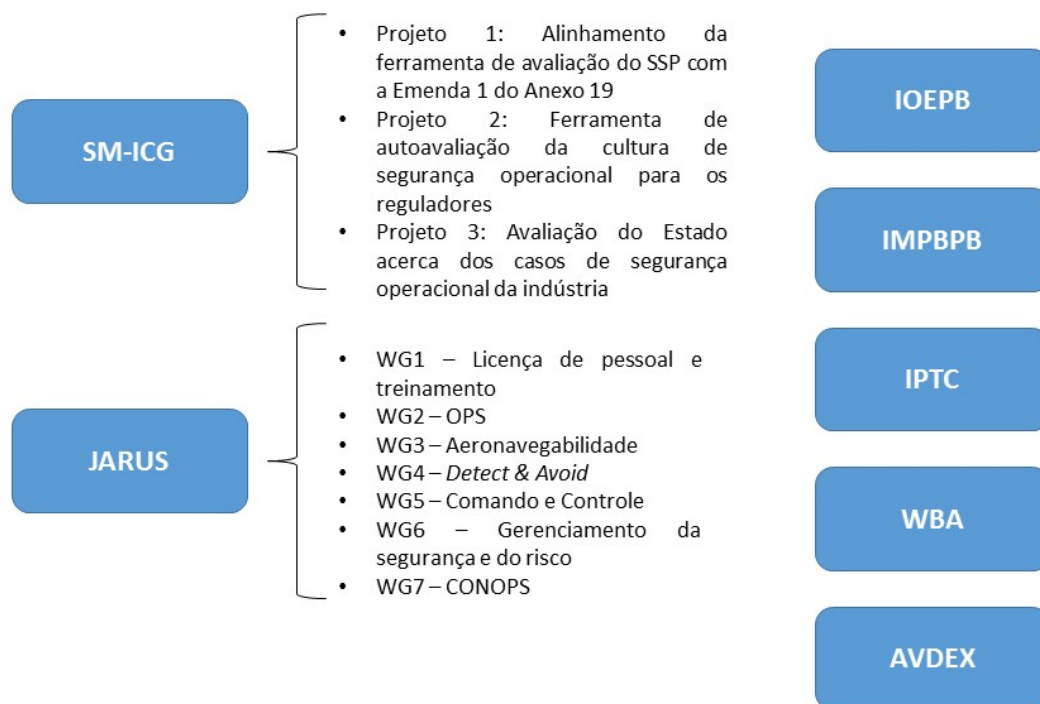 SM-ICG
• Projeto 1: Alinhamento da
ferramenta de avaliação do SSP com
a Emenda 1 do Anexo 19
• Projeto 2: Ferramenta de
autoavaliação da cultura de
segurança operacional para os
reguladores
• Projeto 3: Avaliação do Estado
acerca dos casos de segurança
operacional da indústria
JARUS
• WG1 – Licença de pessoal e
treinamento
• WG2 – OPS
• WG3 – Aeronavegabilidade
• WG4 – Detect & Avoid
• WG5 – Comando e Controle
• WG6 – Gerenciamento da
segurança e do risco
• WG7 – CONOPS
IOEPB
IMPBPB
IPTC
WBA
AVDEX